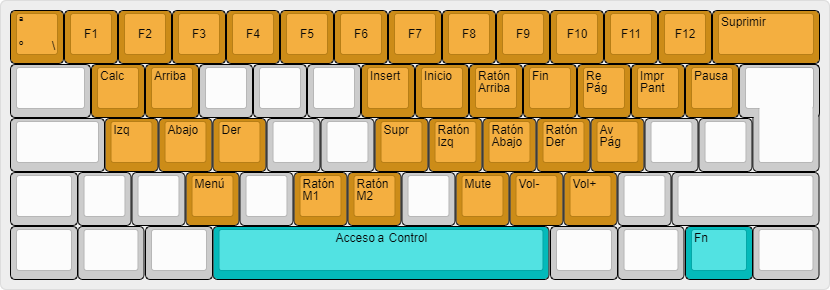 ª
º \
F1
F2
F3
F4
F5
F6
F7
F8
F9
F10
F11
F12
Suprimir
Calc
Arriba
Insert
Inicio
Ratón
Arriba
Fin
Re
Pág
Impr
Pant
Pausa
Izq
Abajo
Der
Supr
Ratón
Izq
Ratón
Abajo
Ratón
Der
Av
Pág
Menú
Ratón
M1
Ratón
M2
Mute
Vol-
Vol+
Acceso a Control
Fn